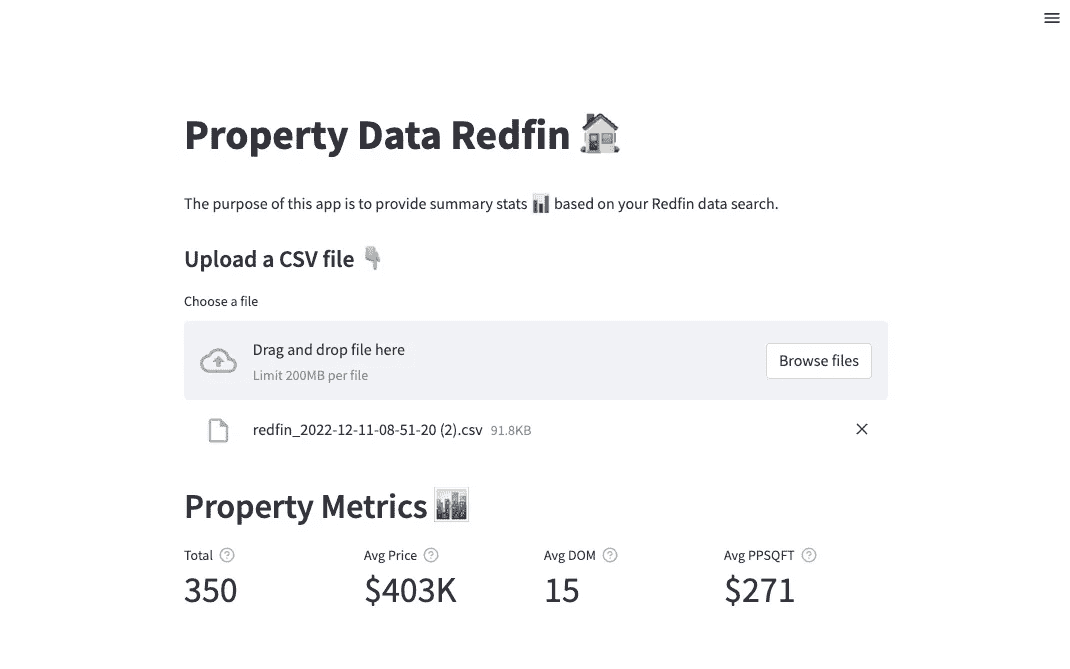 Property Data Redfin
The purpose of this app is to provide summary stats based on your Redfin data search.
Upload a CSV file
Choose a file
Drag and drop file here
Limit 200MB per file
Browse files
redfin_2022-12-11-08-51-20 (2).csv 91.8KB
Property Metrics
Total Avg Price Avg DOM Avg PPSQFT
350 $403K 15 $271